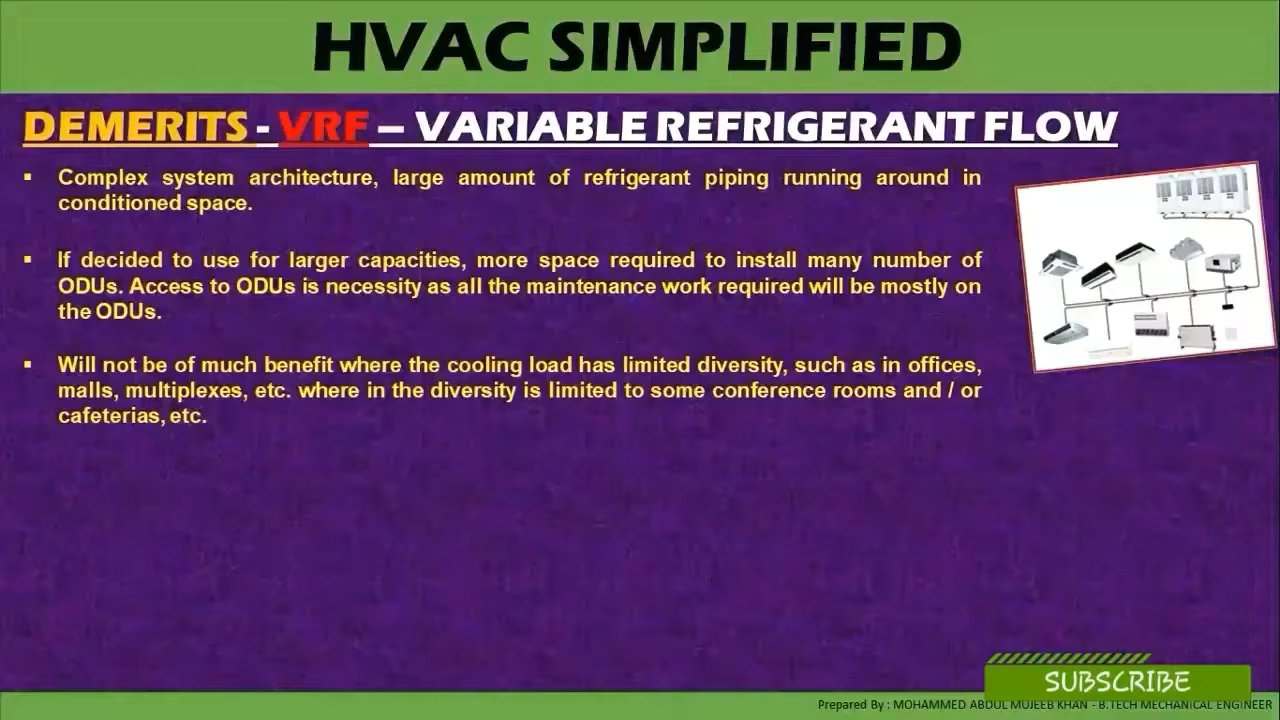 HVAC SIMPLIFIED
DEMERITS - VRF – VARIABLE REFRIGERANT FLOW
▪ Complex system architecture, large amount of refrigerant piping running around in
conditioned space.
▪ If decided to use for larger capacities, more space required to install many number of
ODUs. Access to ODUs is necessity as all the maintenance work required will be mostly on
the ODUs.
▪ Will not be of much benefit where the cooling load has limited diversity, such as in offices,
malls, multiplexes, etc. where in the diversity is limited to some conference rooms and / or
cafeterias, etc.
SUBSCRIBE
Prepared By : MOHAMMED ABDUL MUJEEB KHAN - B.TECH MECHANICAL ENGINEER